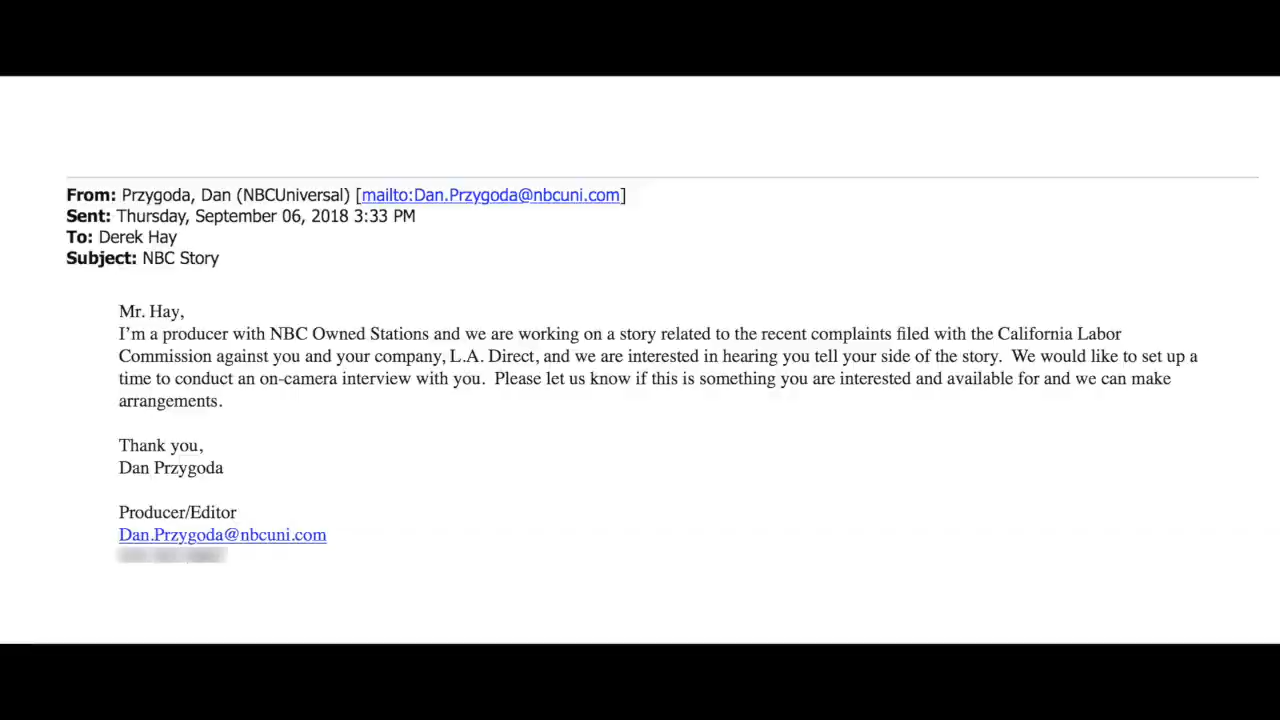 From: Przygoda, Dan (NBCUniversal) [mailto:Dan.Przygoda@nbcuni.com]
Sent: Thursday, September 06, 2018 3:33 PM
To: Derek Hay
Subject: NBC Story
Mr. Hay,
I'm a producer with NBC Owned Stations and we are working on a story related to the recent complaints filed with the California Labor
Commission against you and your company, L.A. Direct, and we are interested in hearing you tell your side of the story. We would like to set up a
time to conduct an on-camera interview with you. Please let us know if this is something you are interested and available for and we can make
arrangements.
Thank you,
Dan Przygoda
Producer/Editor
Dan.Przygoda@nbcuni.com